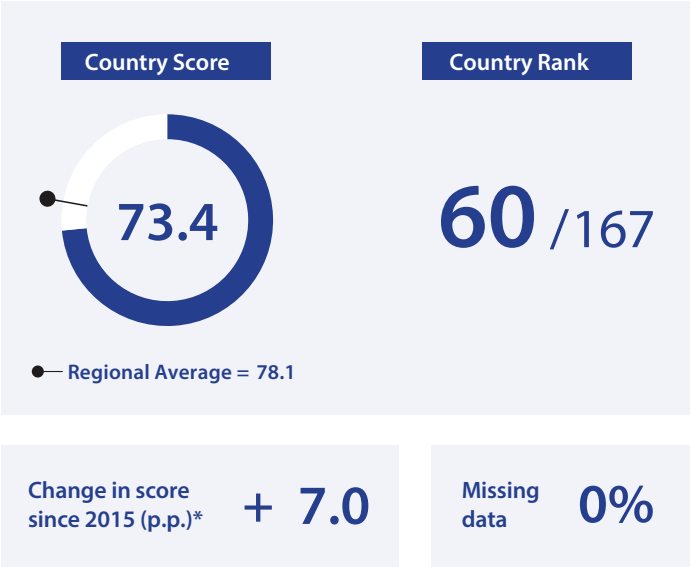 Country Score
Country Rank
73.4
60 /167
Regional Average = 78.1
Change in score
since 2015 (p.p.)*
+ 7.0
Missing
data
0%